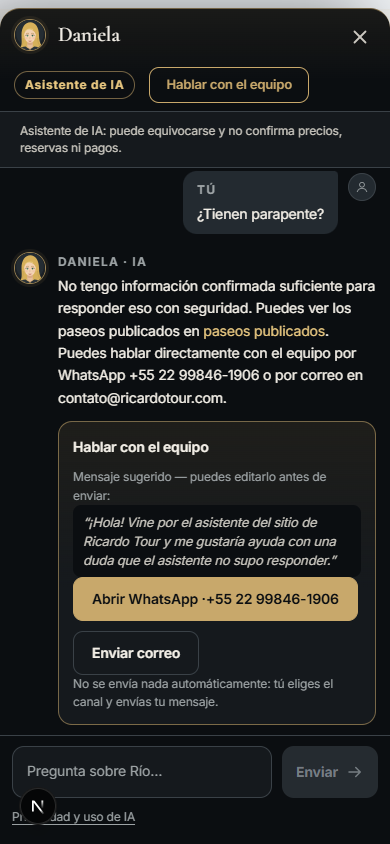 Daniela
Asistente de IA
Hablar con el equipo
Asistente de IA: puede equivocarse y no confirma precios,
reservas ni pagos.
TÚ
¿Tienen parapente?
DANIELA · IA
No tengo información confirmada suficiente para
responder eso con seguridad. Puedes ver los
paseos publicados en paseos publicados.
Puedes hablar directamente con el equipo por
WhatsApp +55 22 99846-1906 o por correo en
contato@ricardotour.com.
Hablar con el equipo
Mensaje sugerido — puedes editarlo antes de
enviar:
“¡Hola! Vine por el asistente del sitio de
Ricardo Tour y me gustaría ayuda con una
duda que el asistente no supo responder.”
Abrir WhatsApp ·+55 22 99846-1906
Enviar correo
No se envía nada automáticamente: tú eliges el
canal y envías tu mensaje.
Pregunta sobre Río...
Enviar →
N
y uso de IA